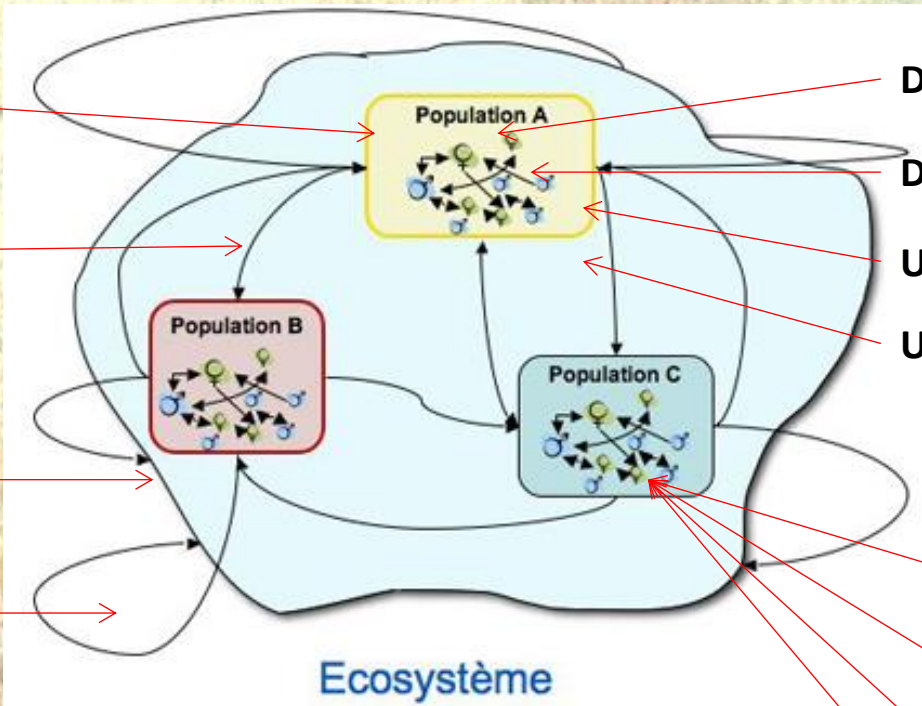 D
Population A
D
U
Population B
U
Population C
Ecosystème